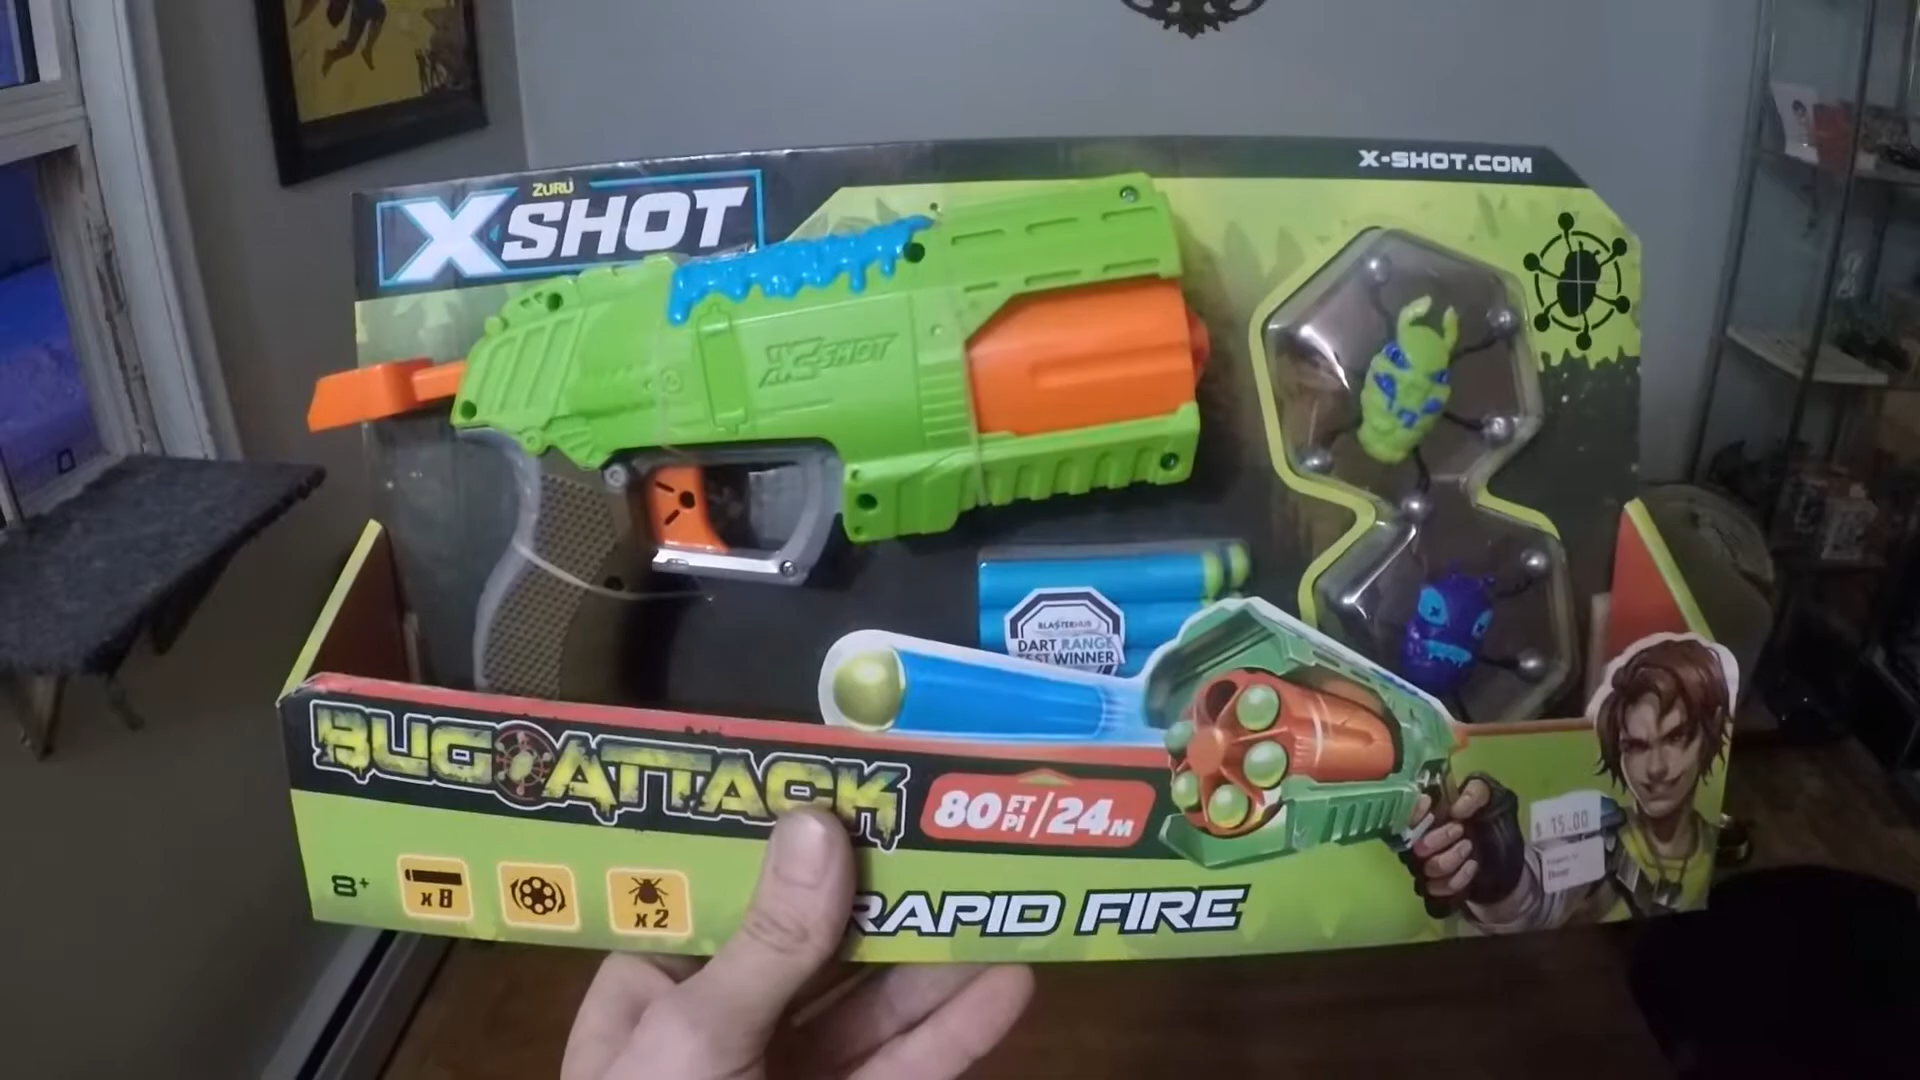 X-SHOT.COM
ZURU
X SHOT
X-SHOT
BLASTERHUB
DART RANGE
TEST WINNER
BUG ATTACK
80 FT/PI / 24 M
$ 15.00
8+
x 8
x 2
RAPID FIRE